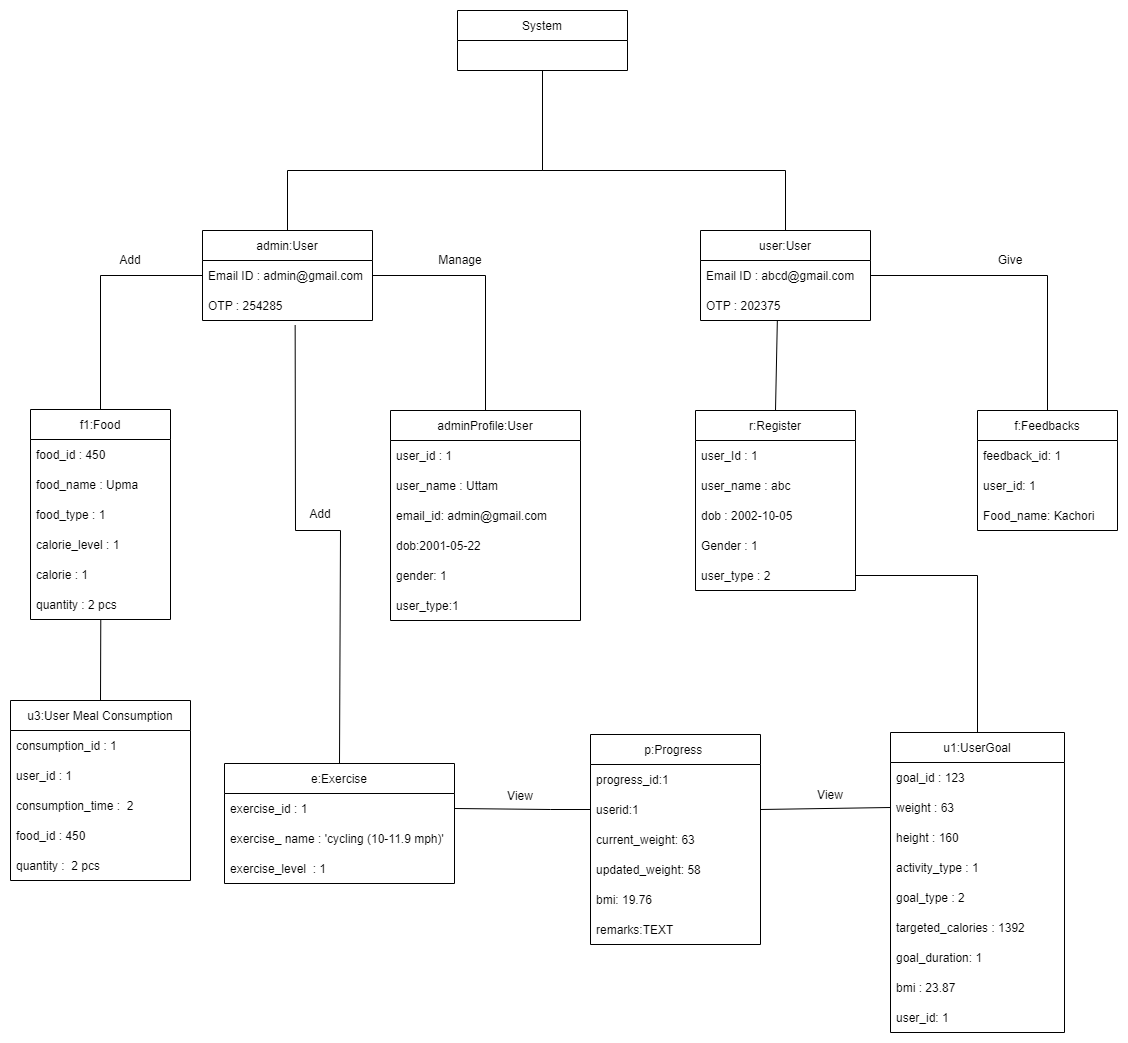 System
admin:User
Email ID : admin@gmail.com
OTP : 254285
user:User
Email ID : abcd@gmail.com
OTP : 202375
Add
Manage
Give
f1:Food
food_id : 450
food_name : Upma
food_type : 1
calorie_level : 1
calorie : 1
quantity : 2 pcs
Add
adminProfile:User
user_id : 1
user_name : Uttam
email_id: admin@gmail.com
dob:2001-05-22
gender: 1
user_type:1
r:Register
user_Id : 1
user_name : abc
dob : 2002-10-05
Gender : 1
user_type : 2
f:Feedbacks
feedback_id: 1
user_id: 1
Food_name: Kachori
u3:User Meal Consumption
consumption_id : 1
user_id : 1
consumption_time :  2
food_id : 450
quantity :  2 pcs
e:Exercise
exercise_id : 1
exercise_ name : 'cycling (10-11.9 mph)'
exercise_level  : 1
View
p:Progress
progress_id:1
userid:1
current_weight: 63
updated_weight: 58
bmi: 19.76
remarks:TEXT
View
u1:UserGoal
goal_id : 123
weight : 63
height : 160
activity_type : 1
goal_type : 2
targeted_calories : 1392
goal_duration: 1
bmi : 23.87
user_id: 1